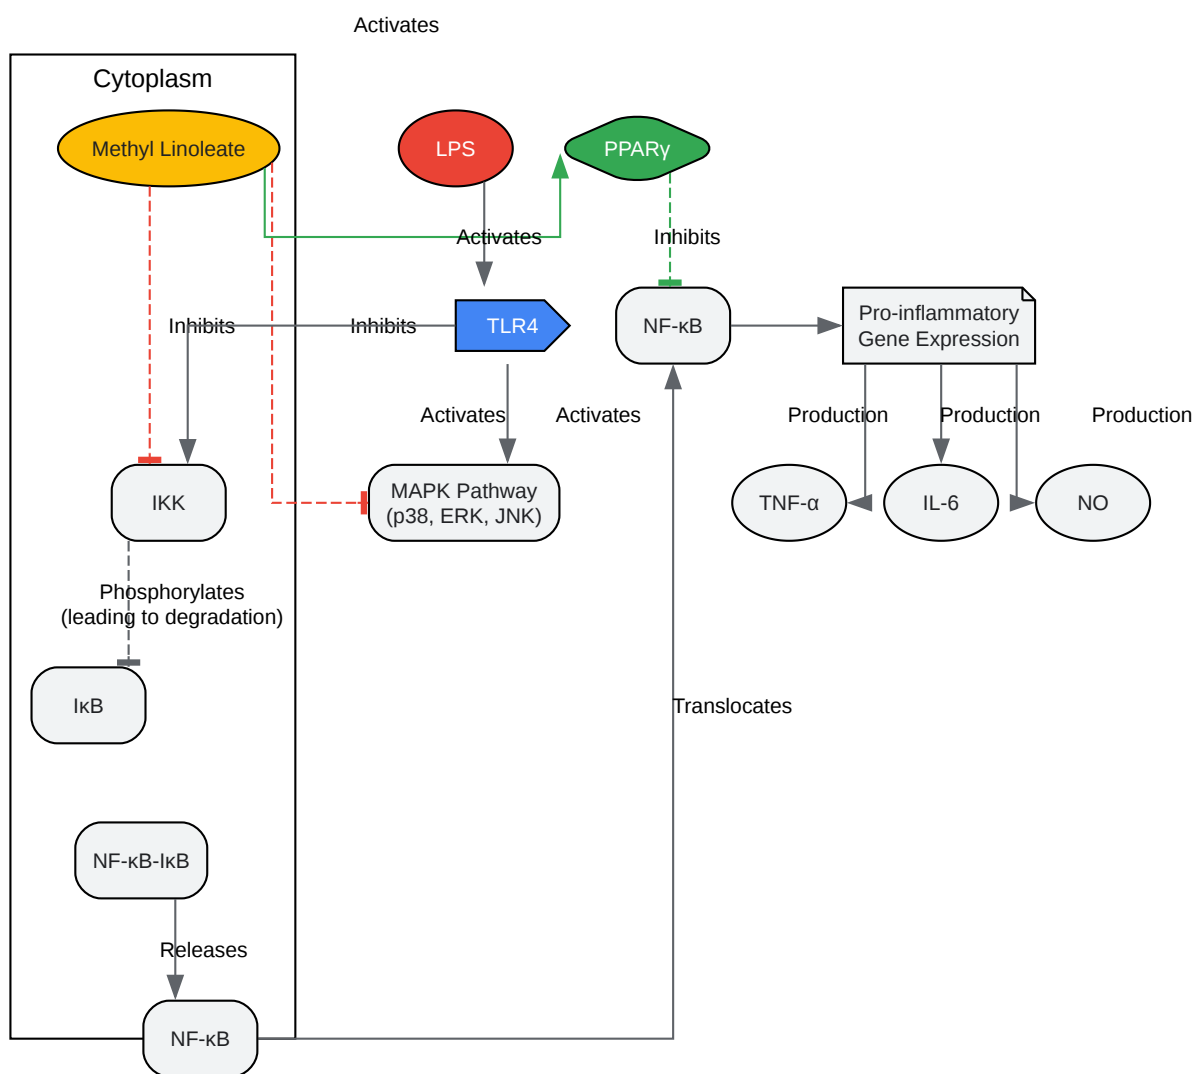 Activates
Cytoplasm
Methyl Linoleate
LPS
PPARγ
Activates
Inhibits
Inhibits
Inhibits
TLR4
NF-κB
Pro-inflammatory
Gene Expression
Activates
Activates
Production
Production
Production
IKK
MAPK Pathway
(p38, ERK, JNK)
TNF-α
IL-6
NO
Phosphorylates
(leading to degradation)
IκB
Translocates
NF-κB-IκB
Releases
NF-κB